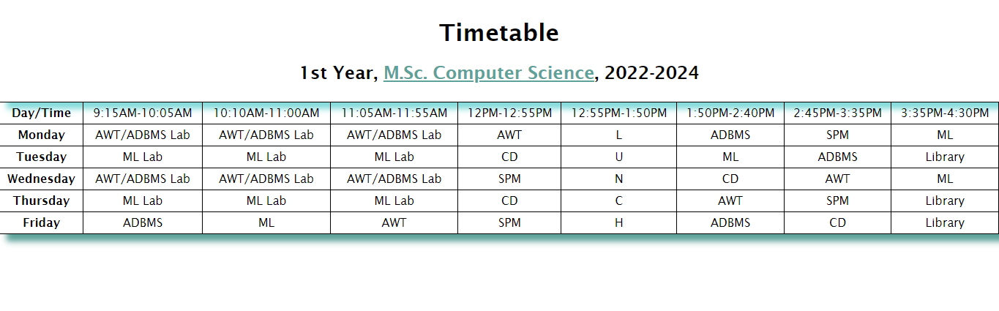 Timetable
1st Year, M.Sc. Computer Science, 2022-2024
Day/Time 9:15AM-10:05AM 10:10AM-11:00AM 11:05AM-11:55AM 12PM-12:55PM 12:55PM-1:50PM 1:50PM-2:40PM 2:45PM-3:35PM 3:35PM-4:30PM
Monday AWT/ADBMS Lab AWT/ADBMS Lab AWT/ADBMS Lab AWT L ADBMS SPM ML
Tuesday ML Lab ML Lab ML Lab CD U ML ADBMS Library
Wednesday AWT/ADBMS Lab AWT/ADBMS Lab AWT/ADBMS Lab SPM N CD AWT ML
Thursday ML Lab ML Lab ML Lab CD C AWT SPM Library
Friday ADBMS ML AWT SPM H ADBMS CD Library